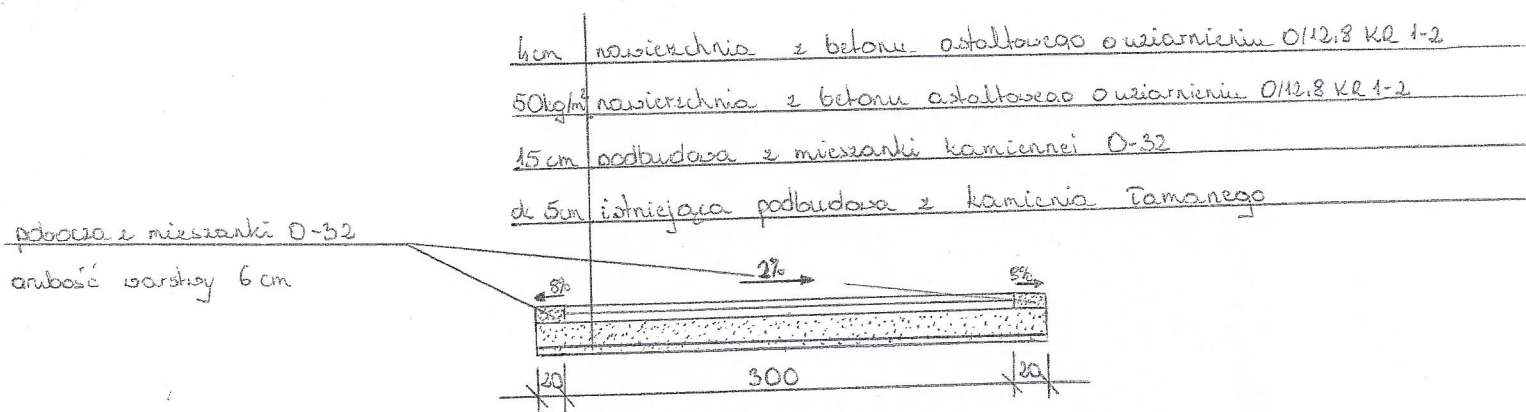 4cm nawierzchnia z betonu asfaltowego o uziarnieniu 0/12,8 KR 1-2
50kg/m² nawierzchnia z betonu asfaltowego o uziarnieniu 0/12,8 KR 1-2
15cm podbudowa z mieszanki kamiennej 0-32
ok 5cm istniejąca podbudowa z kamienia łamanego
pobocza z mieszanki 0-32
grubość warstwy 6 cm
8% 2% 8%
20 300 20